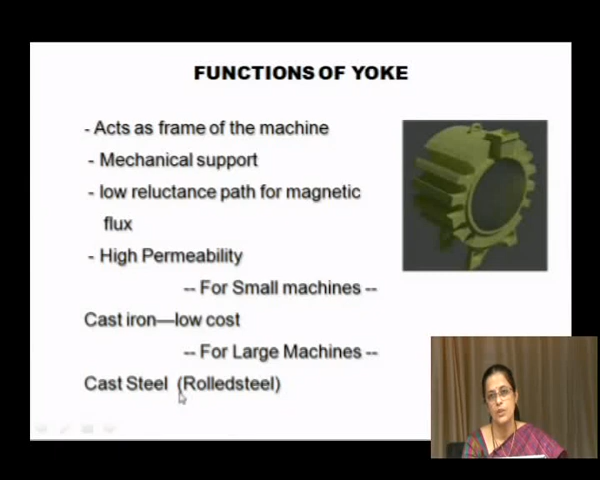 FUNCTIONS OF YOKE
- Acts as frame of the machine
- Mechanical support
- low reluctance path for magnetic
flux
- High Permeability
-- For Small machines --
Cast iron—low cost
-- For Large Machines --
Cast Steel (Rolledsteel)